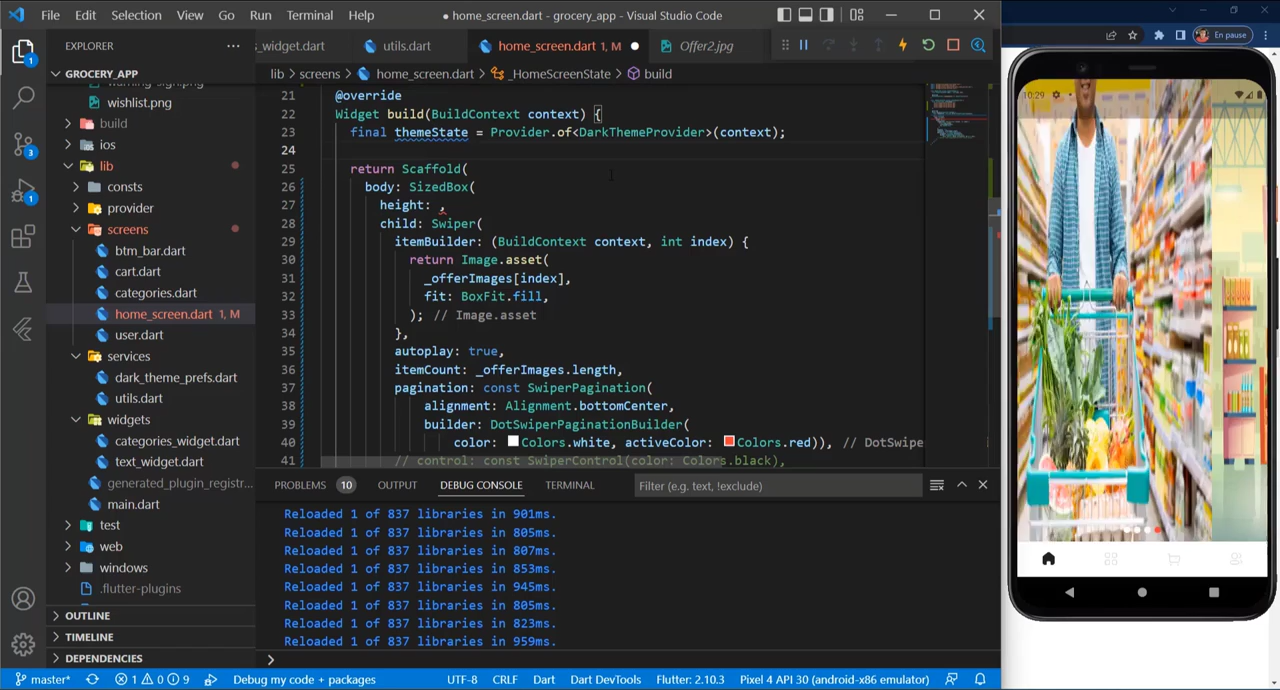 File Edit Selection View Go Run Terminal Help
● home_screen.dart - grocery_app - Visual Studio Code
En pause
EXPLORER
GROCERY_APP
wishlist.png
build
ios
lib
consts
provider
screens
btm_bar.dart
cart.dart
categories.dart
home_screen.dart 1, M
user.dart
services
dark_theme_prefs.dart
utils.dart
widgets
categories_widget.dart
text_widget.dart
generated_plugin_registr...
main.dart
test
web
windows
.flutter-plugins
OUTLINE
TIMELINE
DEPENDENCIES
s_widget.dart utils.dart home_screen.dart 1, M Offer2.jpg
lib > screens > home_screen.dart > _HomeScreenState > build
21 @override
22 Widget build(BuildContext context) {
23 final themeState = Provider.of<DarkThemeProvider>(context);
24
25 return Scaffold(
26 body: SizedBox(
27 height: ,
28 child: Swiper(
29 itemBuilder: (BuildContext context, int index) {
30 return Image.asset(
31 _offerImages[index],
32 fit: BoxFit.fill,
33 ); // Image.asset
34 },
35 autoplay: true,
36 itemCount: _offerImages.length,
37 pagination: const SwiperPagination(
38 alignment: Alignment.bottomCenter,
39 builder: DotSwiperPaginationBuilder(
40 color: Colors.white, activeColor: Colors.red)), // DotSwipe
41 // control: const SwiperControl(color: Colors.black),
PROBLEMS 10 OUTPUT DEBUG CONSOLE TERMINAL Filter (e.g. text, !exclude)
Reloaded 1 of 837 libraries in 901ms.
Reloaded 1 of 837 libraries in 805ms.
Reloaded 1 of 837 libraries in 807ms.
Reloaded 1 of 837 libraries in 853ms.
Reloaded 1 of 837 libraries in 945ms.
Reloaded 1 of 837 libraries in 805ms.
Reloaded 1 of 837 libraries in 823ms.
Reloaded 1 of 837 libraries in 959ms.
10:29
1
3
1
master* 1 0 9 Debug my code + packages UTF-8 CRLF Dart Dart DevTools Flutter: 2.10.3 Pixel 4 API 30 (android-x86 emulator)